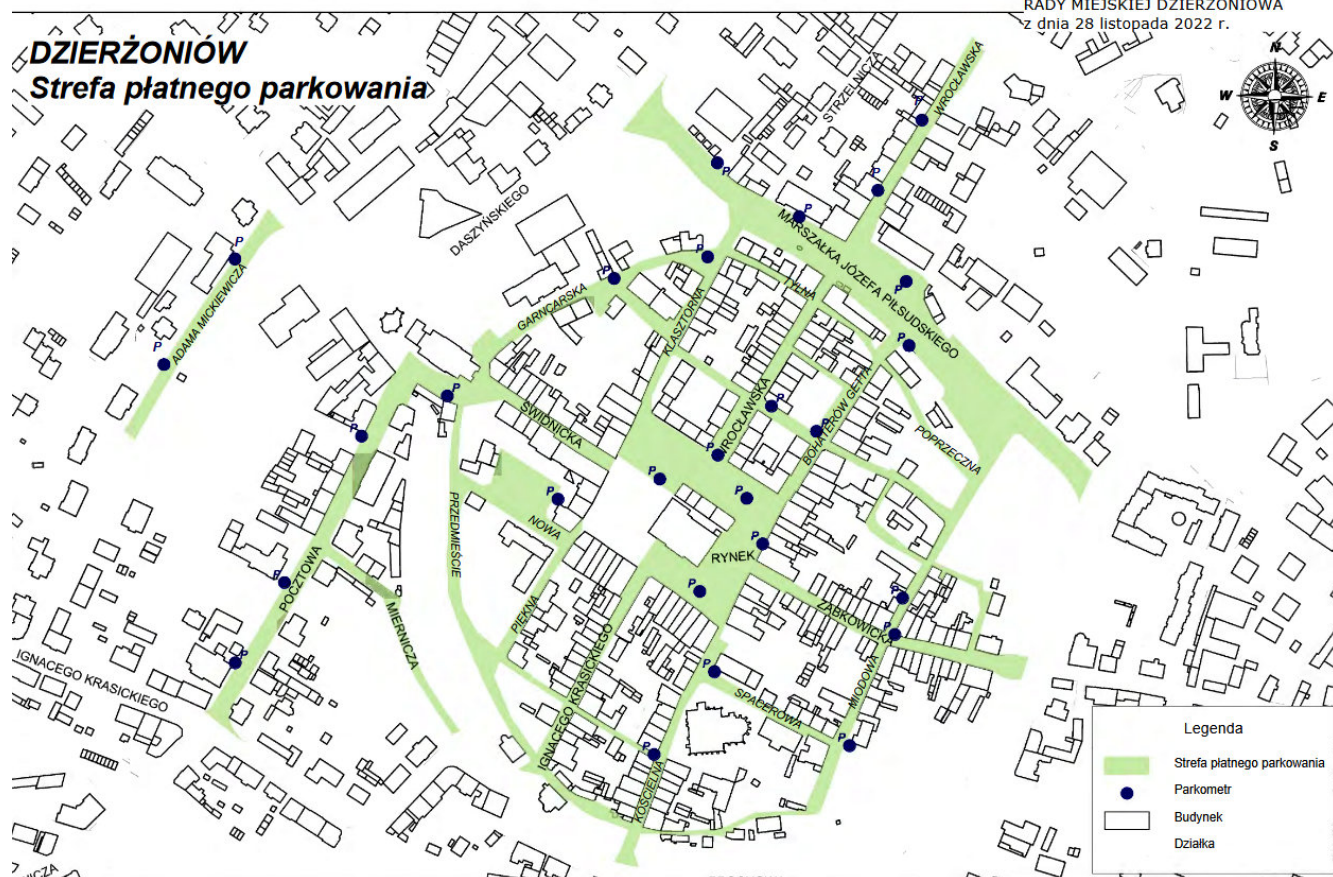 RADY MIEJSKIEJ DZIERŻONIOWA
z dnia 28 listopada 2022 r.
DZIERŻONIÓW
Strefa płatnego parkowania
N
W
E
S
STRZELNICZA
WROCŁAWSKA
P
P
P
P
DASZYŃSKIEGO
MARSZAŁKA JÓZEFA PIŁSUDSKIEGO
P
P
P
P
ADAMA MICKIEWICZA
P
GARNCARSKA
KLASZTORNA
TYLNA
P
P
ŚWIDNICKA
WROCŁAWSKA
BOHATERÓW GETTA
POPRZECZNA
P
P
P
P
P
P
P
PRZEDMIEŚCIE
NOWA
RYNEK
P
P
POCZTOWA
P
MIERNICZA
PIĘKNA
ZĄBKOWICKA
P
P
IGNACEGO KRASICKIEGO
P
IGNACEGO KRASICKIEGO
P
SPACEROWA
MIODOWA
P
P
KOŚCIELNA
Legenda
Strefa płatnego parkowania
Parkometr
Budynek
Działka